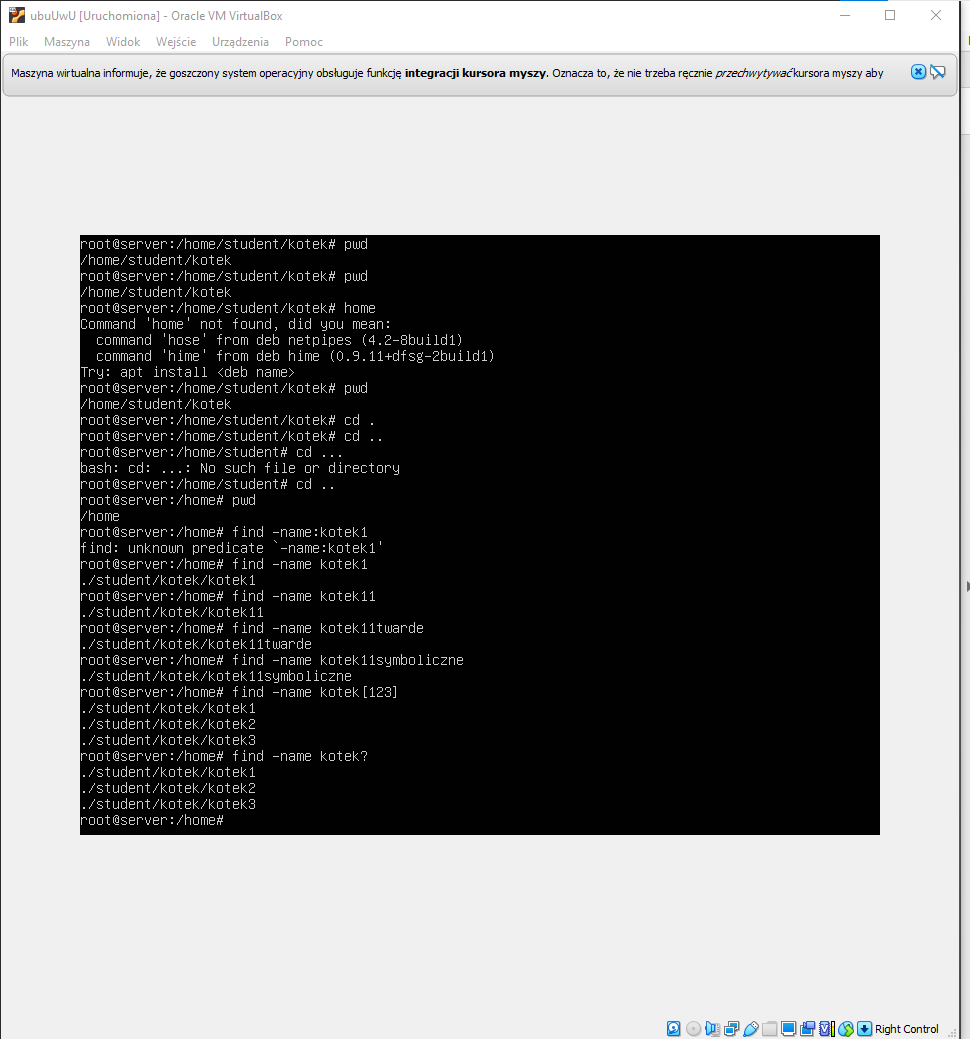 ubuUwU [Uruchomiona] - Oracle VM VirtualBox
Plik Maszyna Widok Wejście Urządzenia Pomoc
Maszyna wirtualna informuje, że goszczony system operacyjny obsługuje funkcję integracji kursora myszy. Oznacza to, że nie trzeba ręcznie przechwytywać kursora myszy aby
root@server:/home/student/kotek# pwd
/home/student/kotek
root@server:/home/student/kotek# pwd
/home/student/kotek
root@server:/home/student/kotek# home
Command 'home' not found, did you mean:
  command 'hose' from deb netpipes (4.2-8build1)
  command 'hime' from deb hime (0.9.11+dfsg-2build1)
Try: apt install <deb name>
root@server:/home/student/kotek# pwd
/home/student/kotek
root@server:/home/student/kotek# cd .
root@server:/home/student/kotek# cd ..
root@server:/home/student# cd ...
bash: cd: ...: No such file or directory
root@server:/home/student# cd ..
root@server:/home# pwd
/home
root@server:/home# find -name:kotek1
find: unknown predicate `-name:kotek1'
root@server:/home# find -name kotek1
./student/kotek/kotek1
root@server:/home# find -name kotek11
./student/kotek/kotek11
root@server:/home# find -name kotek11twarde
./student/kotek/kotek11twarde
root@server:/home# find -name kotek11symboliczne
./student/kotek/kotek11symboliczne
root@server:/home# find -name kotek[123]
./student/kotek/kotek1
./student/kotek/kotek2
./student/kotek/kotek3
root@server:/home# find -name kotek?
./student/kotek/kotek1
./student/kotek/kotek2
./student/kotek/kotek3
root@server:/home#
Right Control